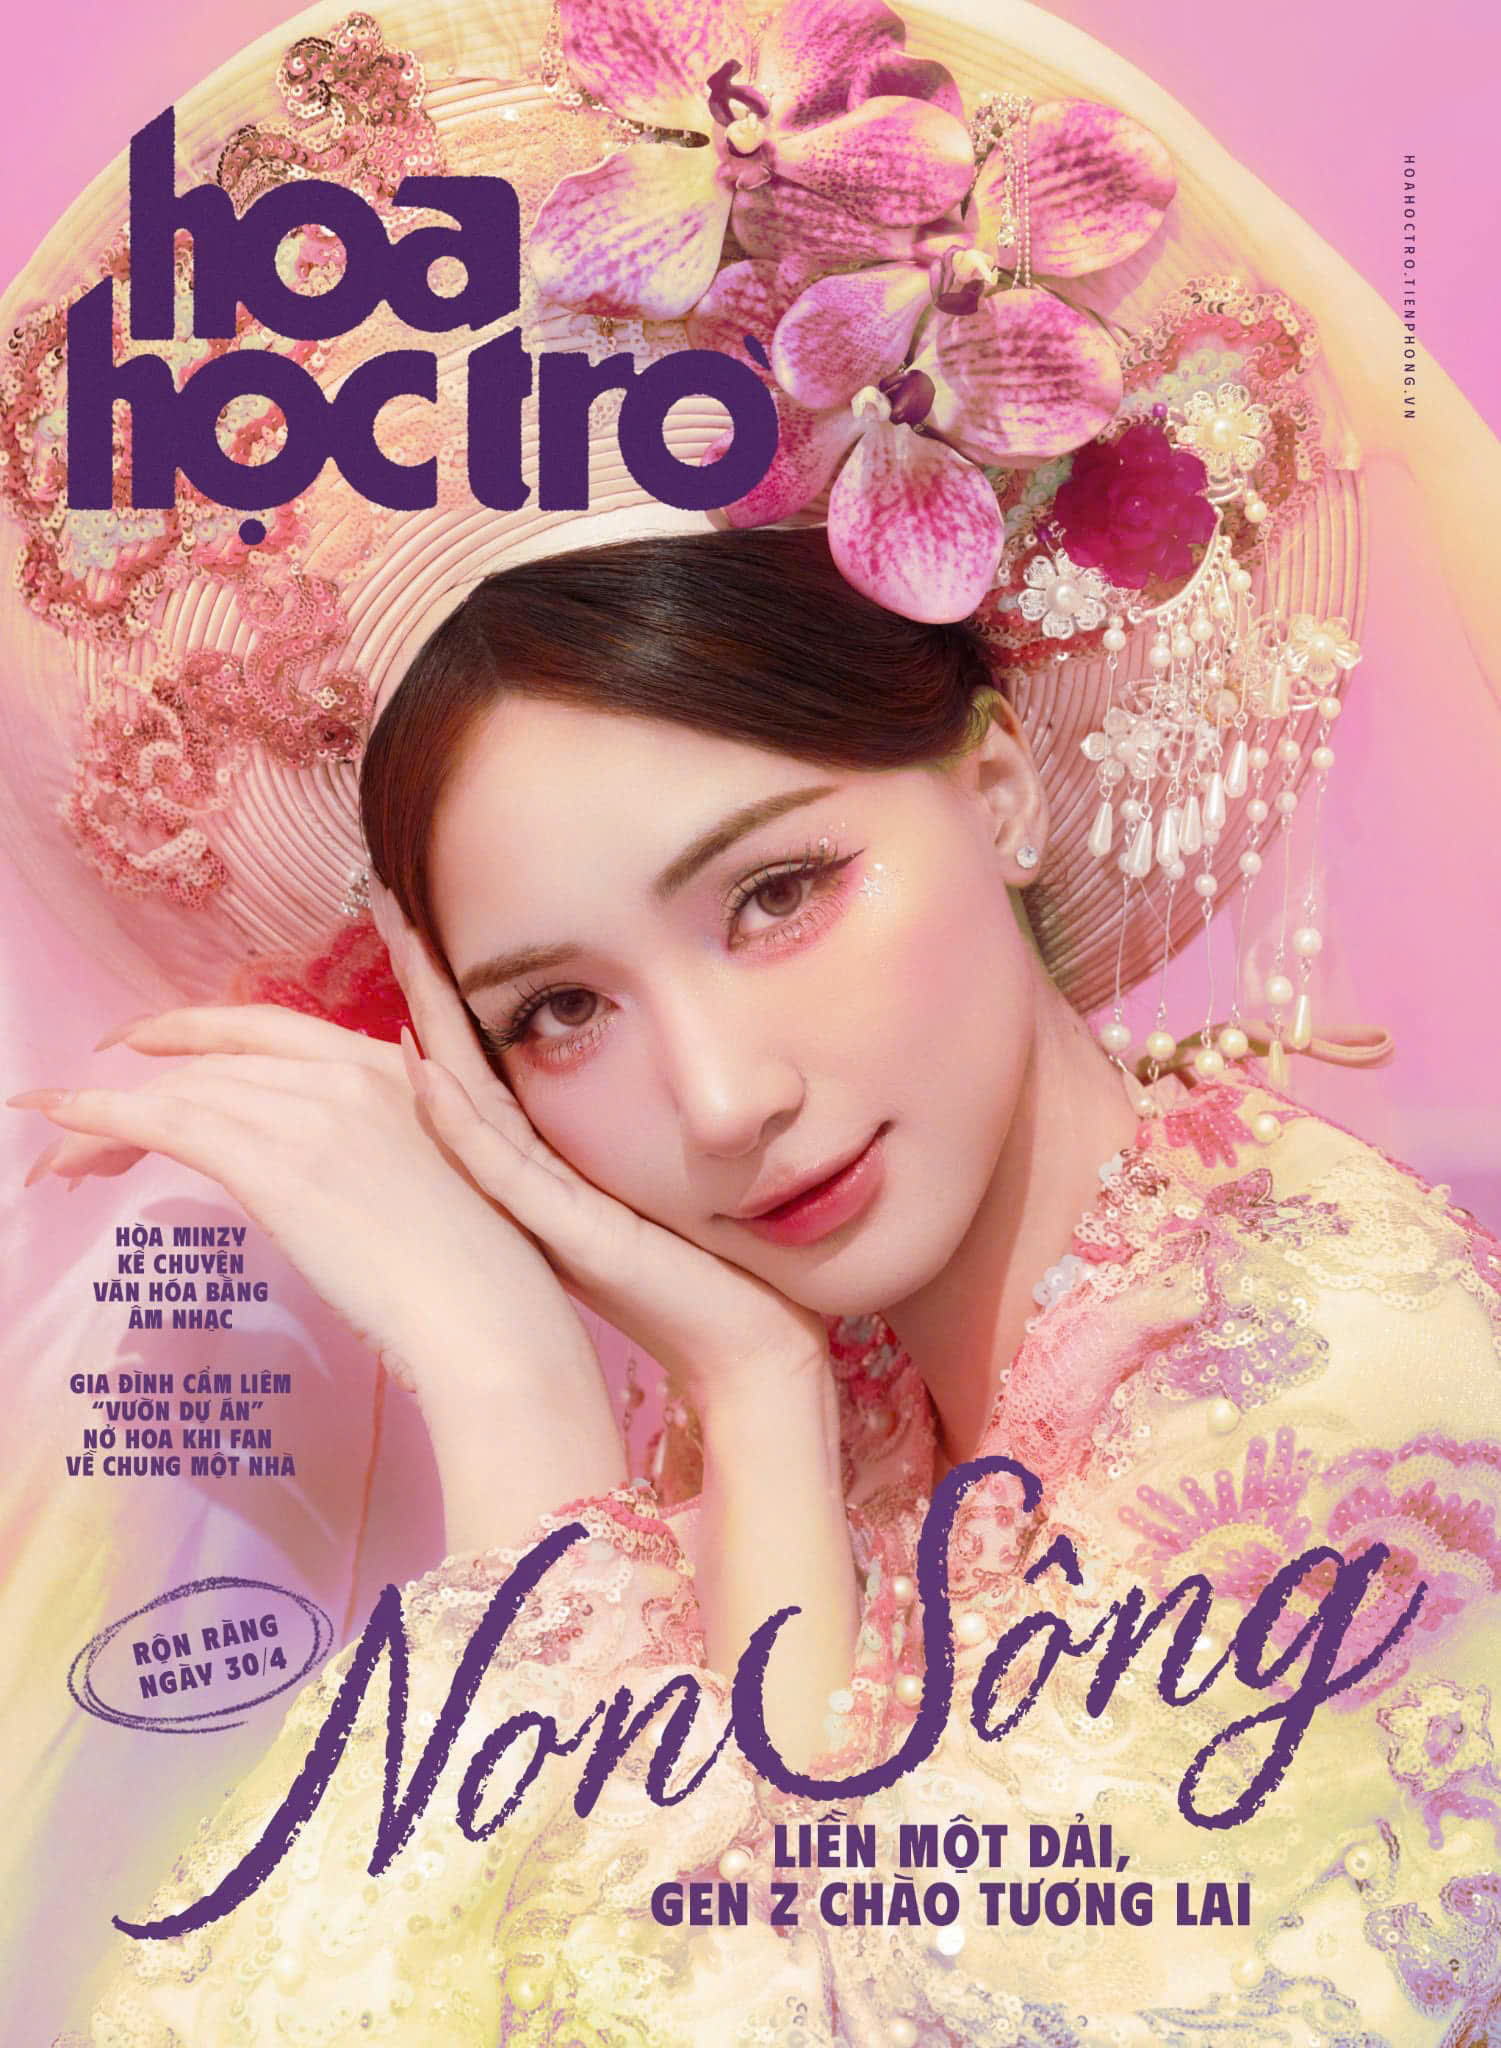 hoa
học trò
HOAHOCTRO.TIENPHONG.VN
HÒA MINZY
KỂ CHUYỆN
VĂN HÓA BẰNG
ÂM NHẠC
GIA ĐÌNH CẨM LIÊM
“VƯỜN DỰ ÁN”
NỞ HOA KHI FAN
VỀ CHUNG MỘT NHÀ
RỘN RÀNG
NGÀY 30/4
Non Sông
LIỀN MỘT DẢI,
GEN Z CHÀO TƯƠNG LAI